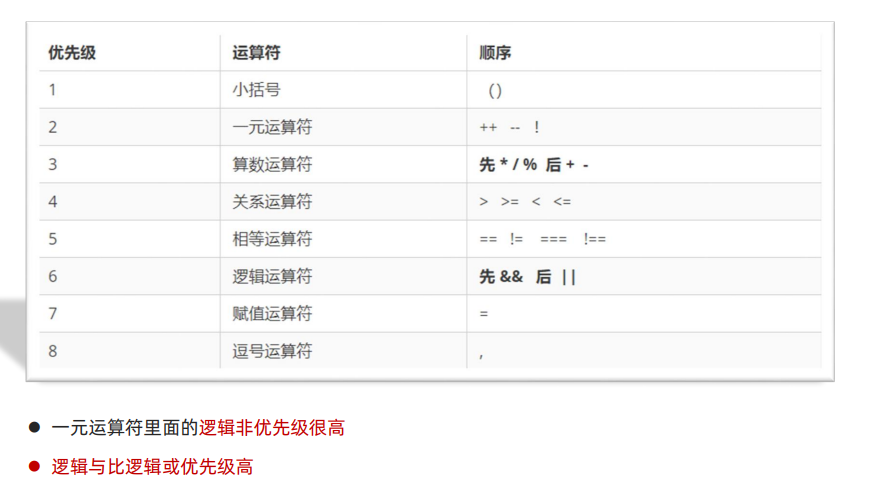 优先级 运算符 顺序
1 小括号 ()
2 一元运算符 ++ -- !
3 算数运算符 先 * / % 后 + -
4 关系运算符 > >= < <=
5 相等运算符 == != === !==
6 逻辑运算符 先 && 后 ||
7 赋值运算符 =
8 逗号运算符 ,
● 一元运算符里面的逻辑非优先级很高
● 逻辑与比逻辑或优先级高